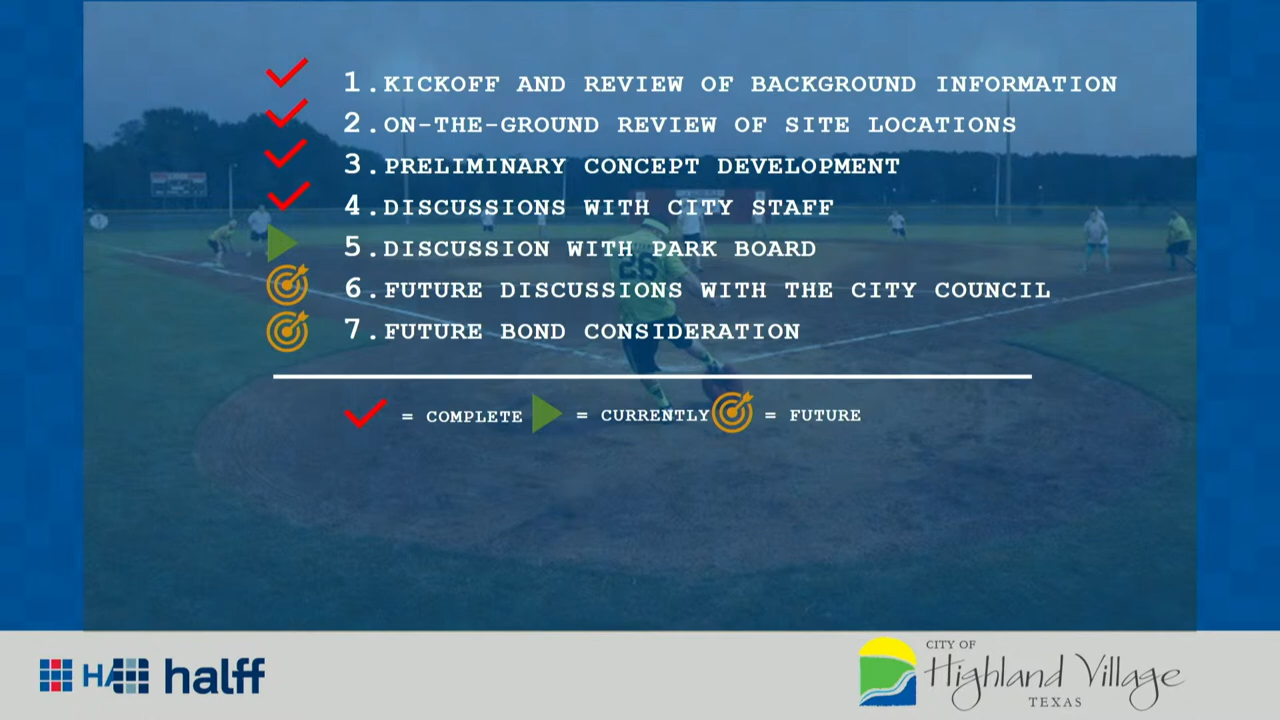 1. KICKOFF AND REVIEW OF BACKGROUND INFORMATION
2. ON-THE-GROUND REVIEW OF SITE LOCATIONS
3. PRELIMINARY CONCEPT DEVELOPMENT
4. DISCUSSIONS WITH CITY STAFF
5. DISCUSSION WITH PARK BOARD
6. FUTURE DISCUSSIONS WITH THE CITY COUNCIL
7. FUTURE BOND CONSIDERATION
= COMPLETE = CURRENTLY = FUTURE
26
HA halff
CITY OF
Highland Village
TEXAS